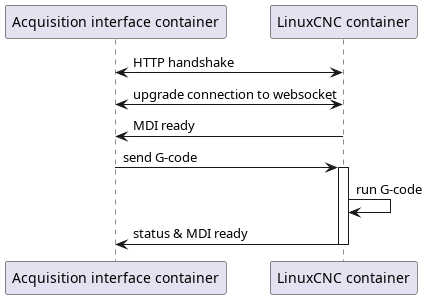 Acquisition interface container
LinuxCNC container
HTTP handshake
upgrade connection to websocket
MDI ready
send G-code
run G-code
status & MDI ready
Acquisition interface container
LinuxCNC container